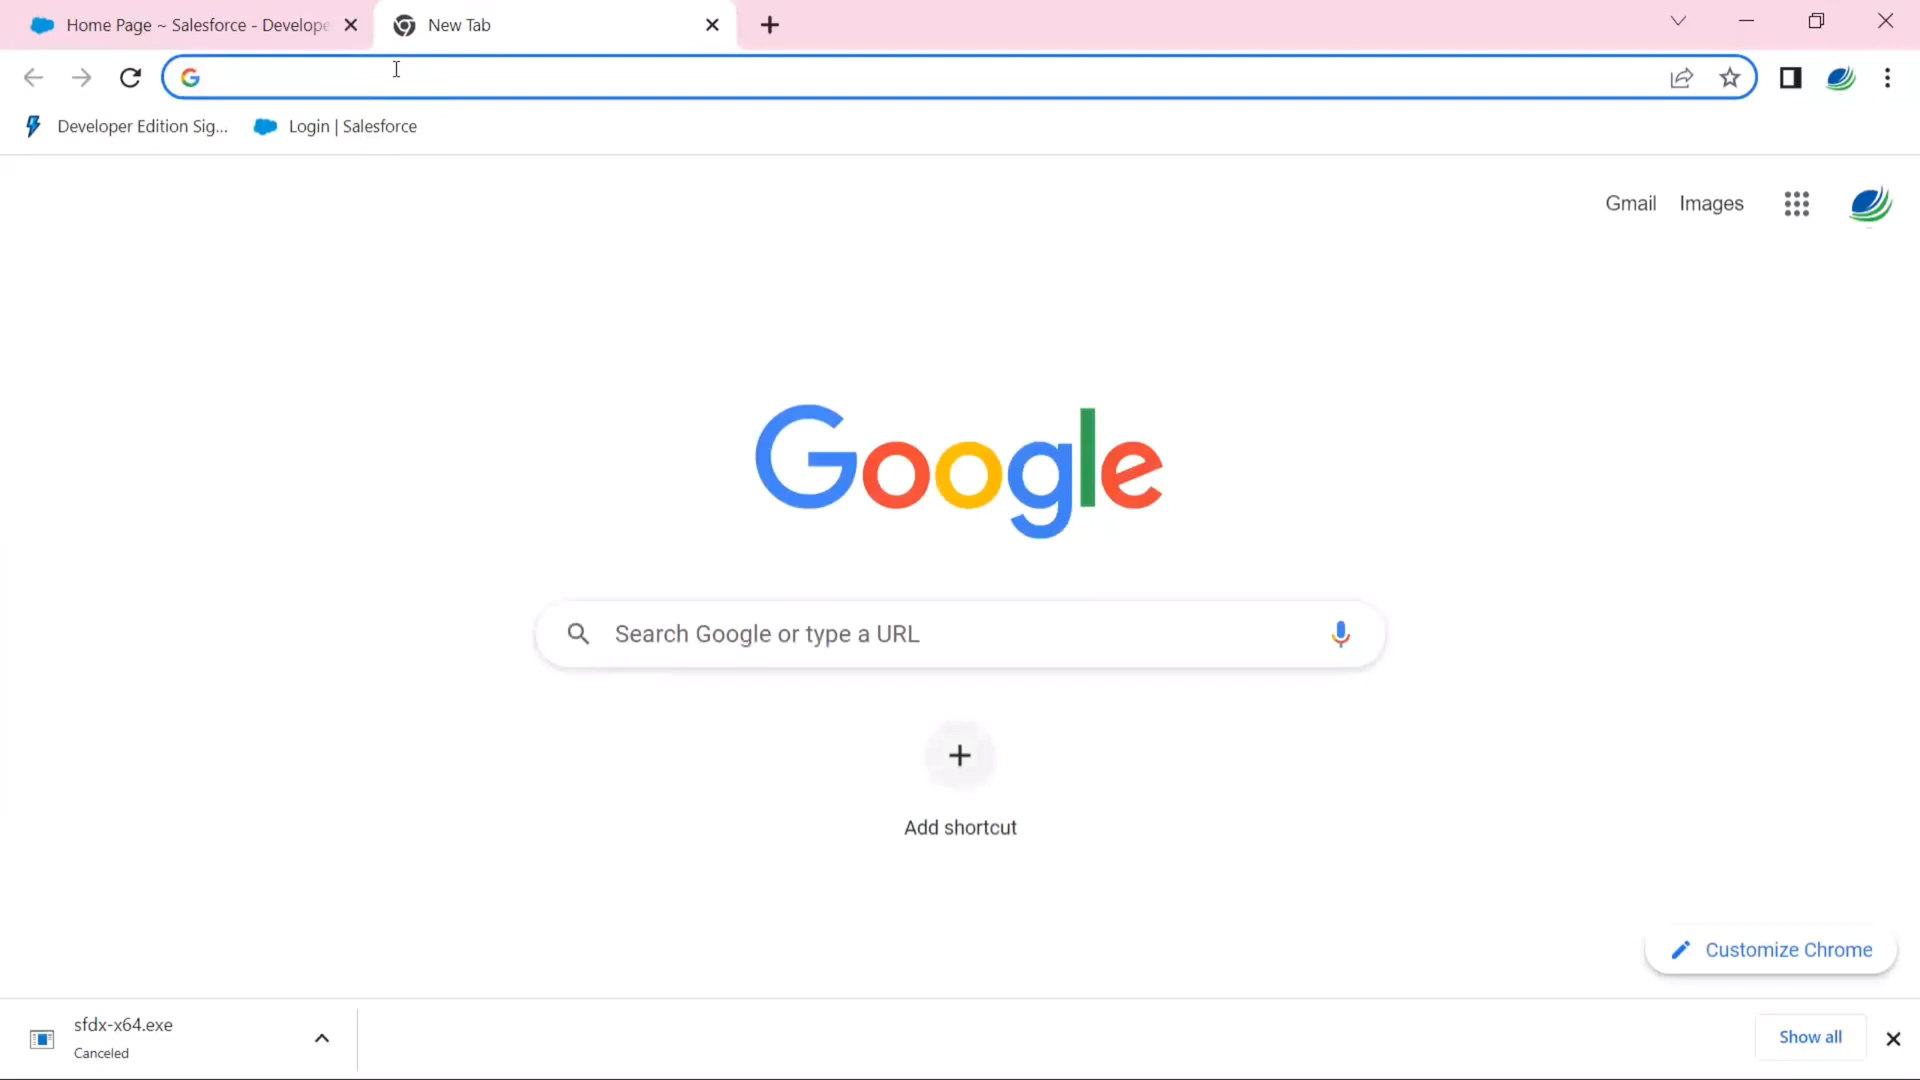 Home Page ~ Salesforce - Develope
New Tab
Developer Edition Sig...
Login | Salesforce
Gmail
Images
Google
Search Google or type a URL
Add shortcut
Customize Chrome
sfdx-x64.exe
Canceled
Show all